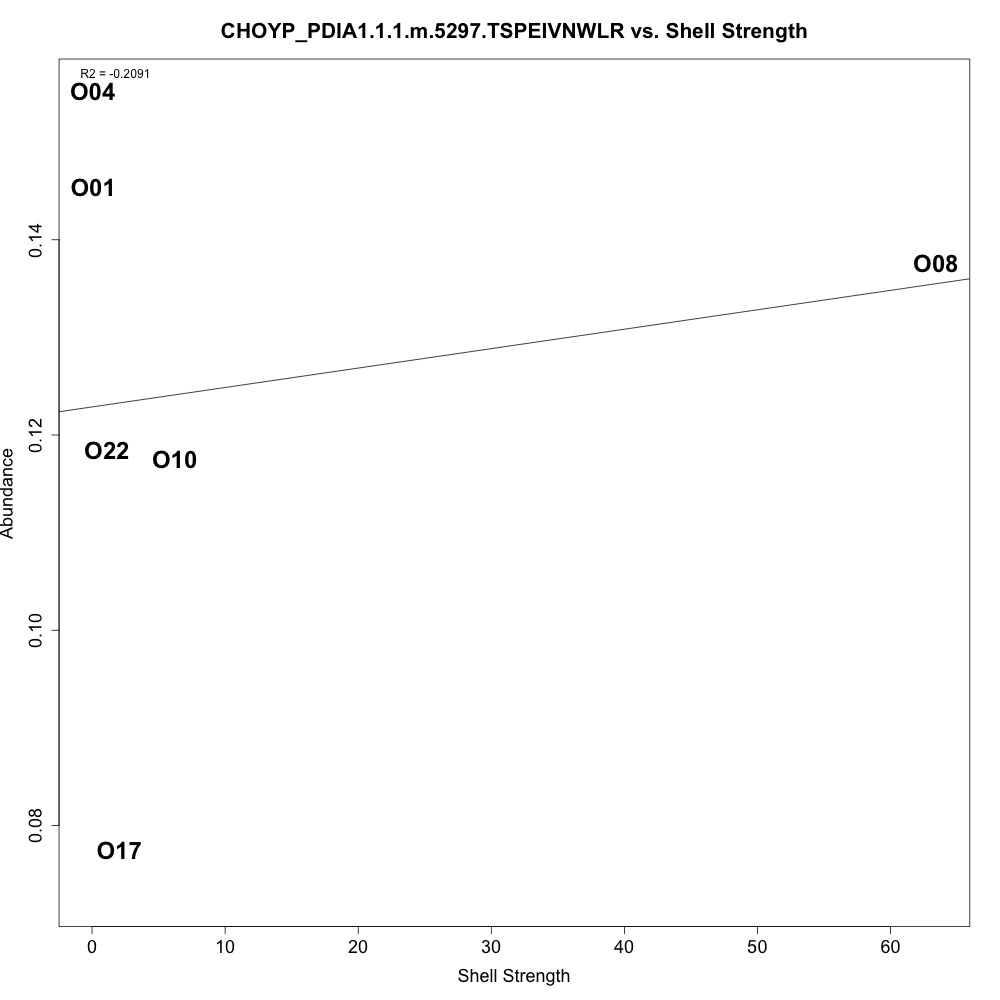 CHOYP_PDIA1.1.1.m.5297.TSPEIVNWLR vs. Shell Strength
R2 = -0.2091
O04
O01
0.14
O08
0.12
O22
O10
Abundance
0.10
0.08
O17
0 10 20 30 40 50 60
Shell Strength